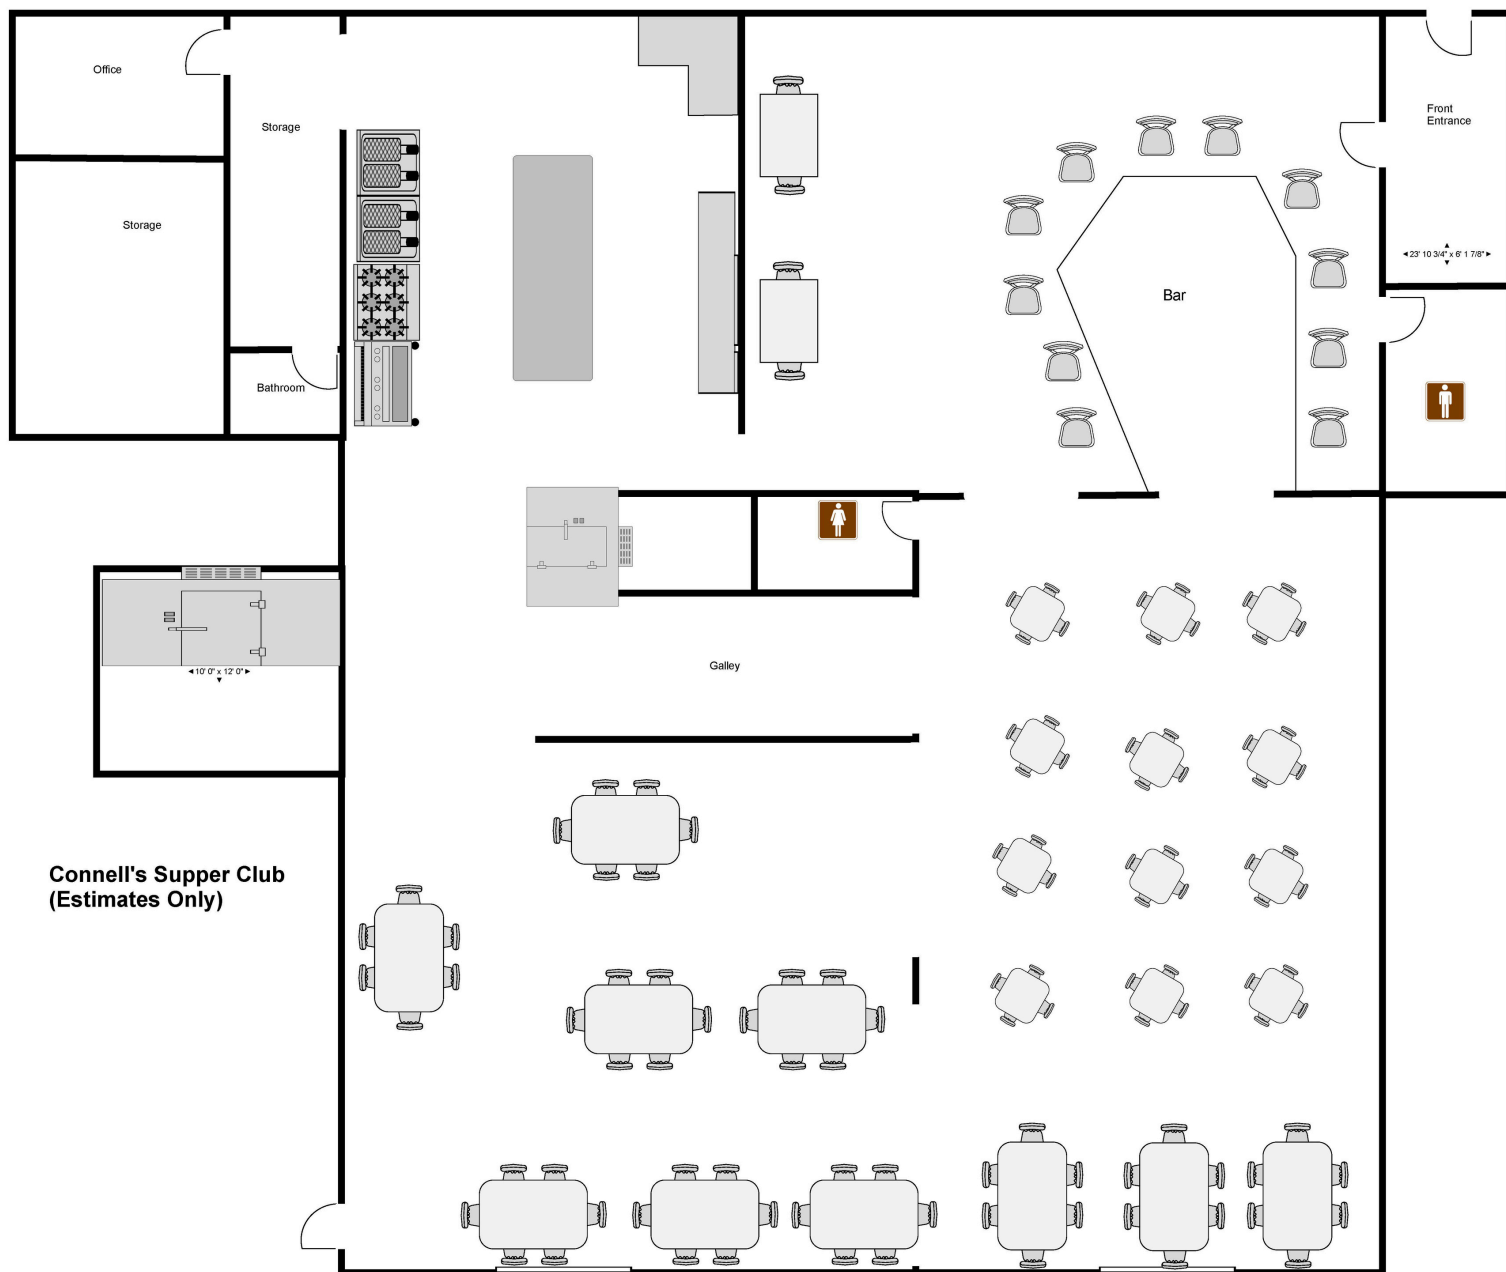 Office
Storage
Front
Entrance
Storage
23' 10 3/4" x 6' 1 7/8"
Bar
Bathroom
Galley
10' 0" x 12' 0"
Connell's Supper Club
(Estimates Only)